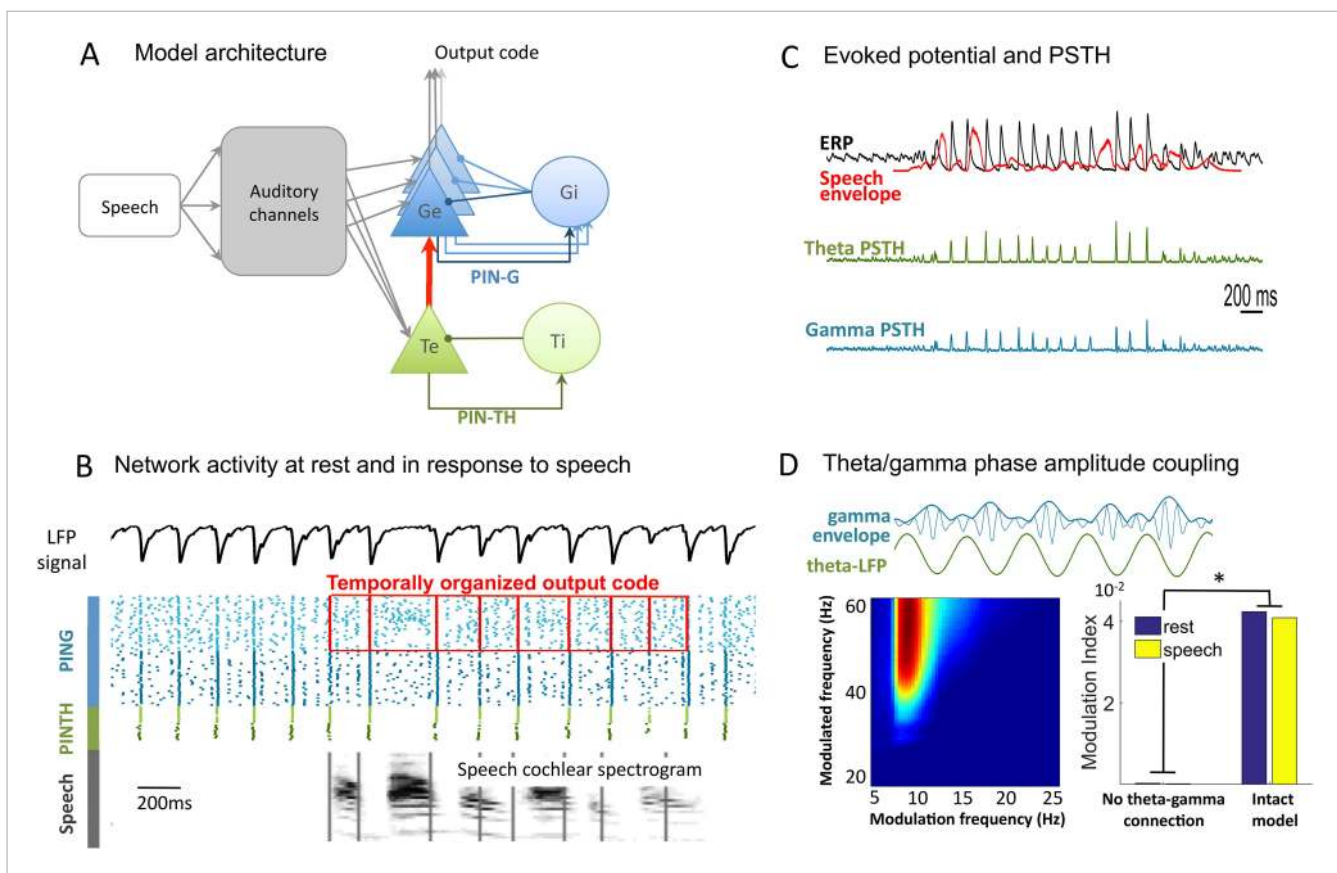 A Model architecture
Output code
Speech
Auditory
channels
Ge
Gi
PIN-G
Te
Ti
PIN-TH
B Network activity at rest and in response to speech
LFP
signal
Temporally organized output code
PING
PINTH
Speech
Speech cochlear spectrogram
200ms
C Evoked potential and PSTH
ERP
Speech
envelope
Theta PSTH
200 ms
Gamma PSTH
D Theta/gamma phase amplitude coupling
gamma
envelope
theta-LFP
Modulated frequency (Hz)
60
40
20
5 10 15 20 25
Modulation frequency (Hz)
10-2
*
Modulation Index
4
2
rest
speech
No theta-gamma
connection
Intact
model